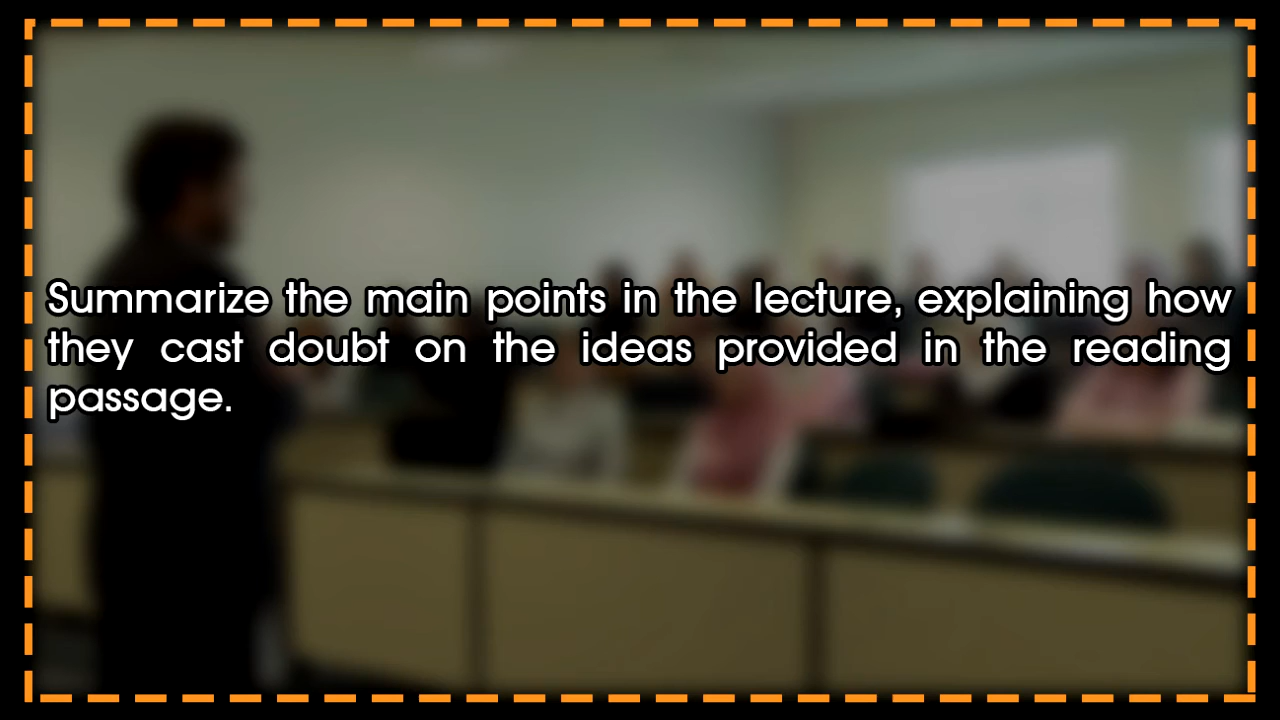 Summarize the main points in the lecture, explaining how
they cast doubt on the ideas provided in the reading
passage.